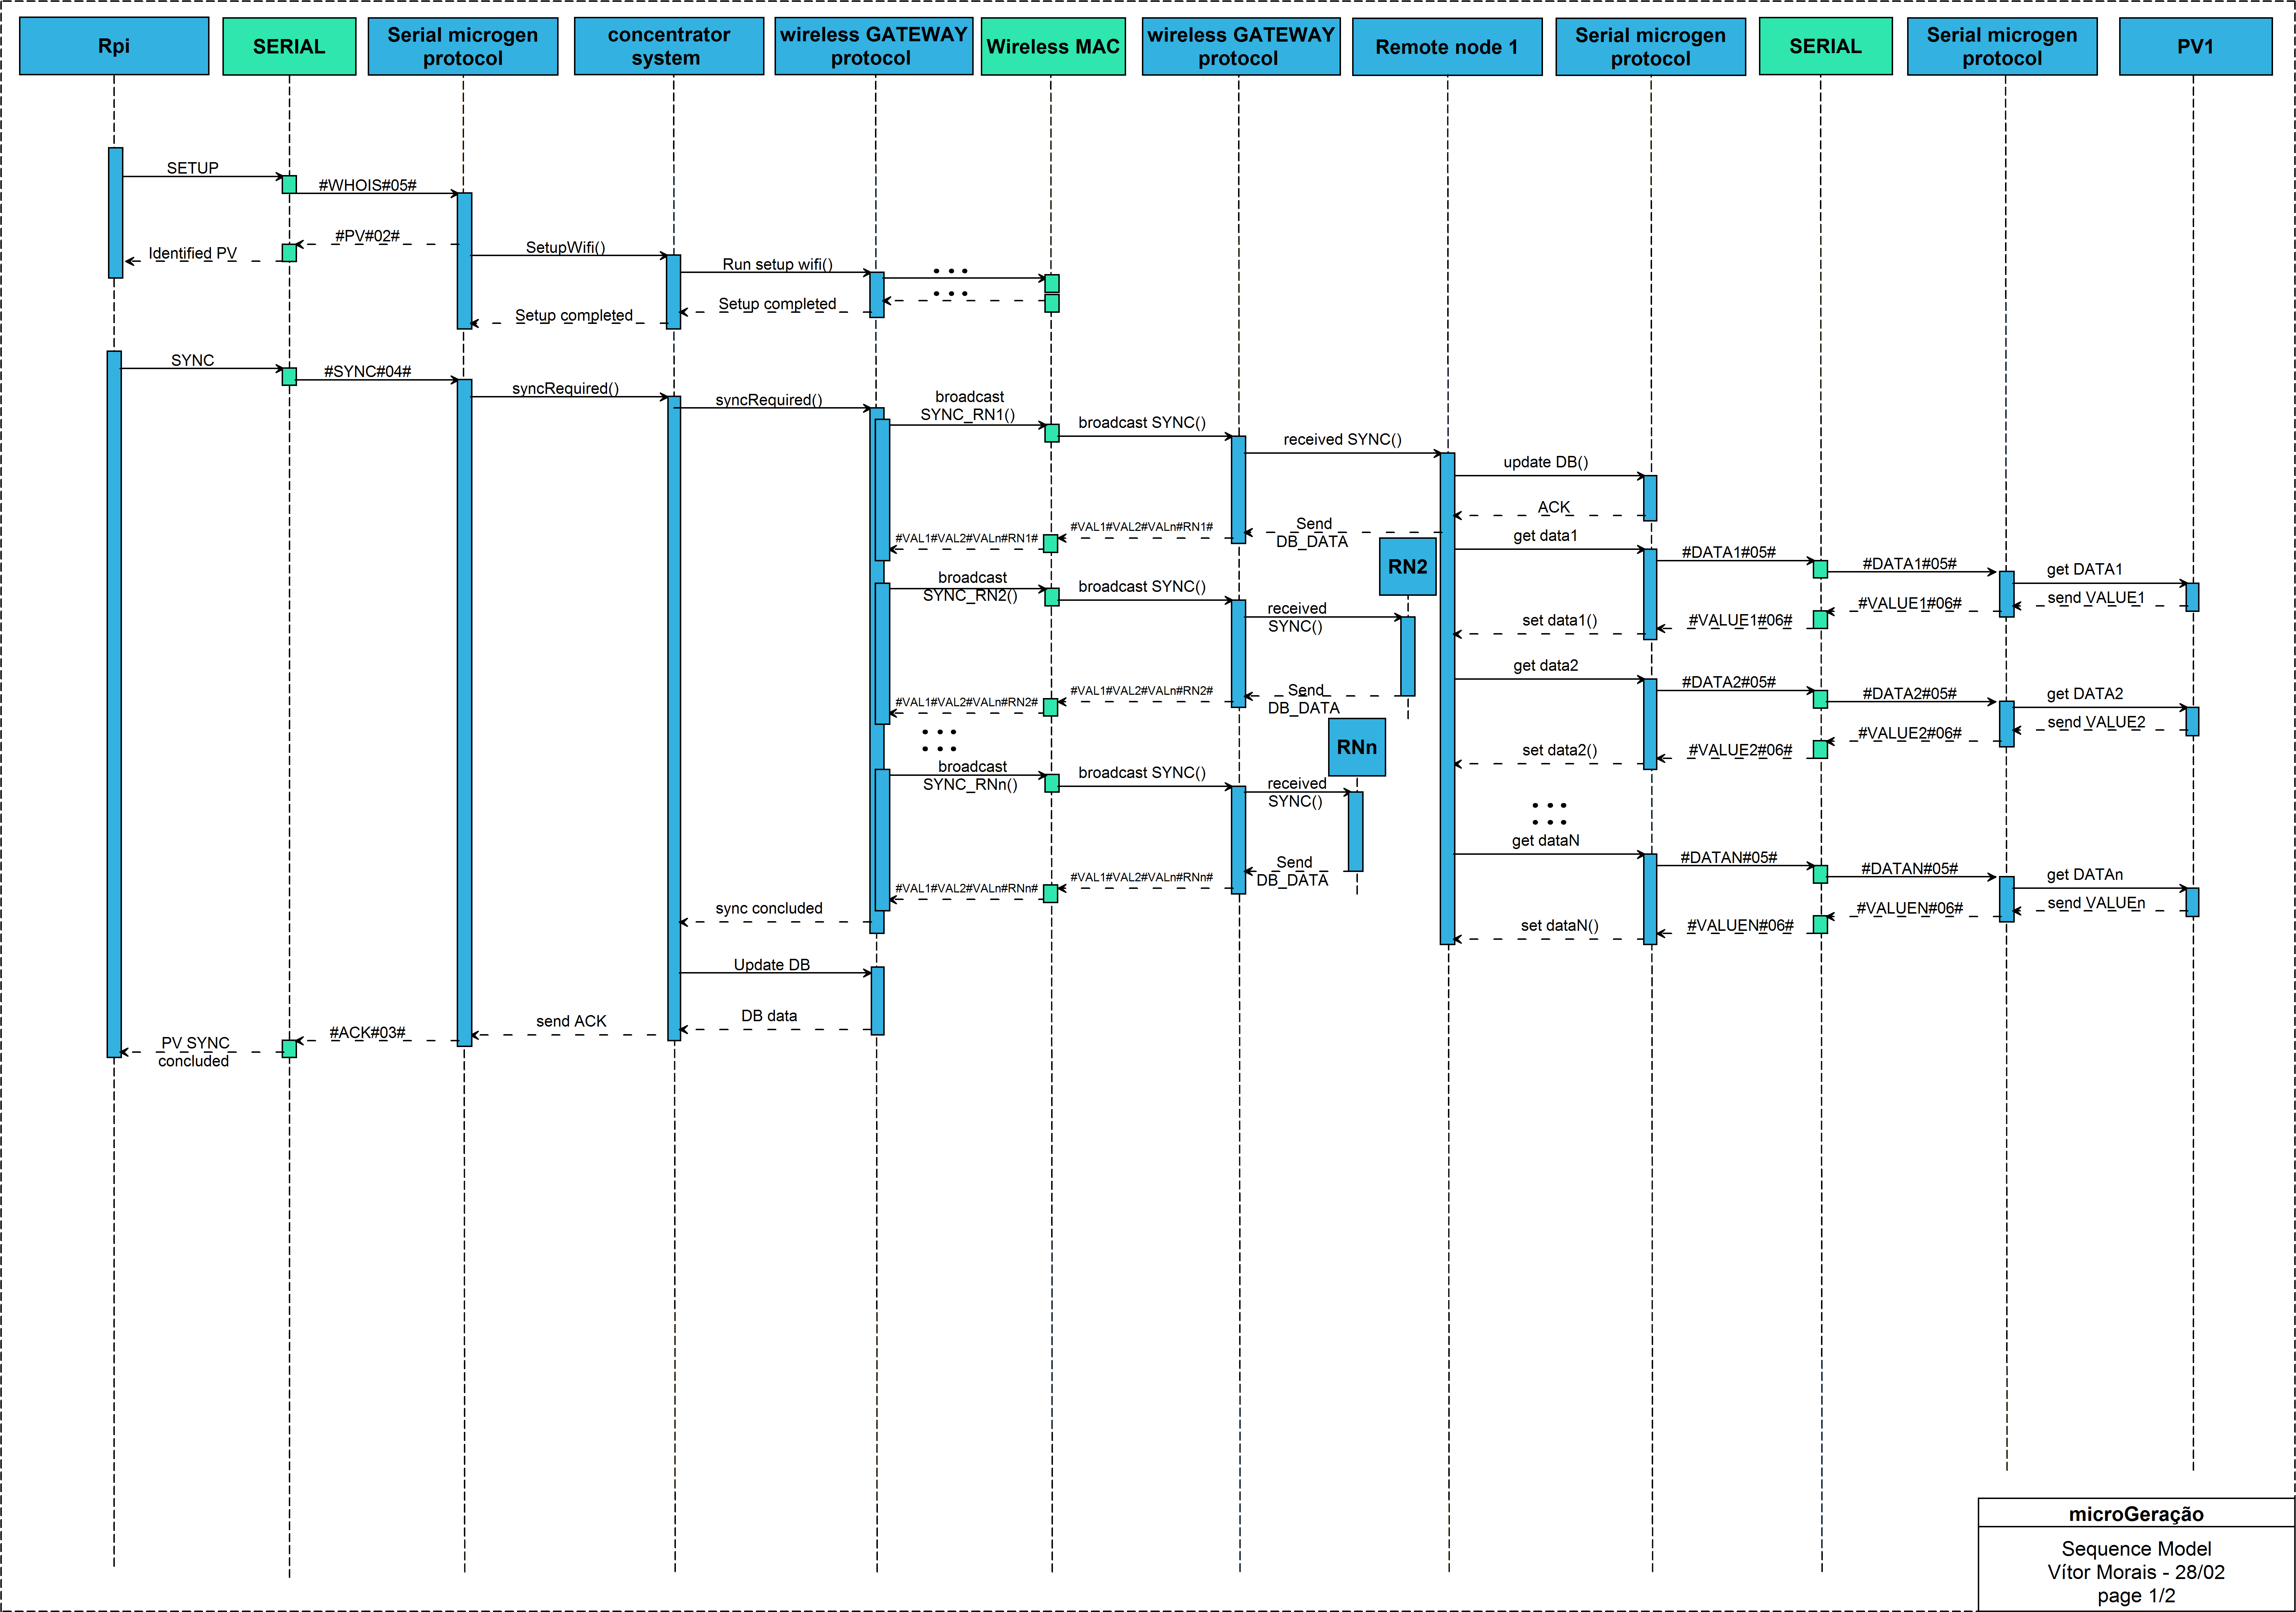 Rpi
SERIAL
Serial microgen
protocol
concentrator
system
wireless GATEWAY
protocol
Wireless MAC
wireless GATEWAY
protocol
Remote node 1
Serial microgen
protocol
SERIAL
Serial microgen
protocol
PV1
SETUP
#WHOIS#05#
#PV#02#
Identified PV
SetupWifi()
Run setup wifi()
Setup completed
Setup completed
SYNC
#SYNC#04#
syncRequired()
syncRequired()
broadcast
SYNC_RN1()
broadcast SYNC()
received SYNC()
update DB()
ACK
Send
DB_DATA
#VAL1#VAL2#VALn#RN1#
#VAL1#VAL2#VALn#RN1#
get data1
#DATA1#05#
#DATA1#05#
get DATA1
send VALUE1
#VALUE1#06#
#VALUE1#06#
set data1()
RN2
broadcast
SYNC_RN2()
broadcast SYNC()
received
SYNC()
Send
DB_DATA
#VAL1#VAL2#VALn#RN2#
#VAL1#VAL2#VALn#RN2#
get data2
#DATA2#05#
#DATA2#05#
get DATA2
send VALUE2
#VALUE2#06#
#VALUE2#06#
set data2()
RNn
broadcast
SYNC_RNn()
broadcast SYNC()
received
SYNC()
Send
DB_DATA
#VAL1#VAL2#VALn#RNn#
#VAL1#VAL2#VALn#RNn#
get dataN
#DATAN#05#
#DATAN#05#
get DATAn
send VALUEn
#VALUEN#06#
#VALUEN#06#
set dataN()
sync concluded
Update DB
DB data
send ACK
#ACK#03#
PV SYNC
concluded
microGeração
Sequence Model
Vítor Morais - 28/02
page 1/2